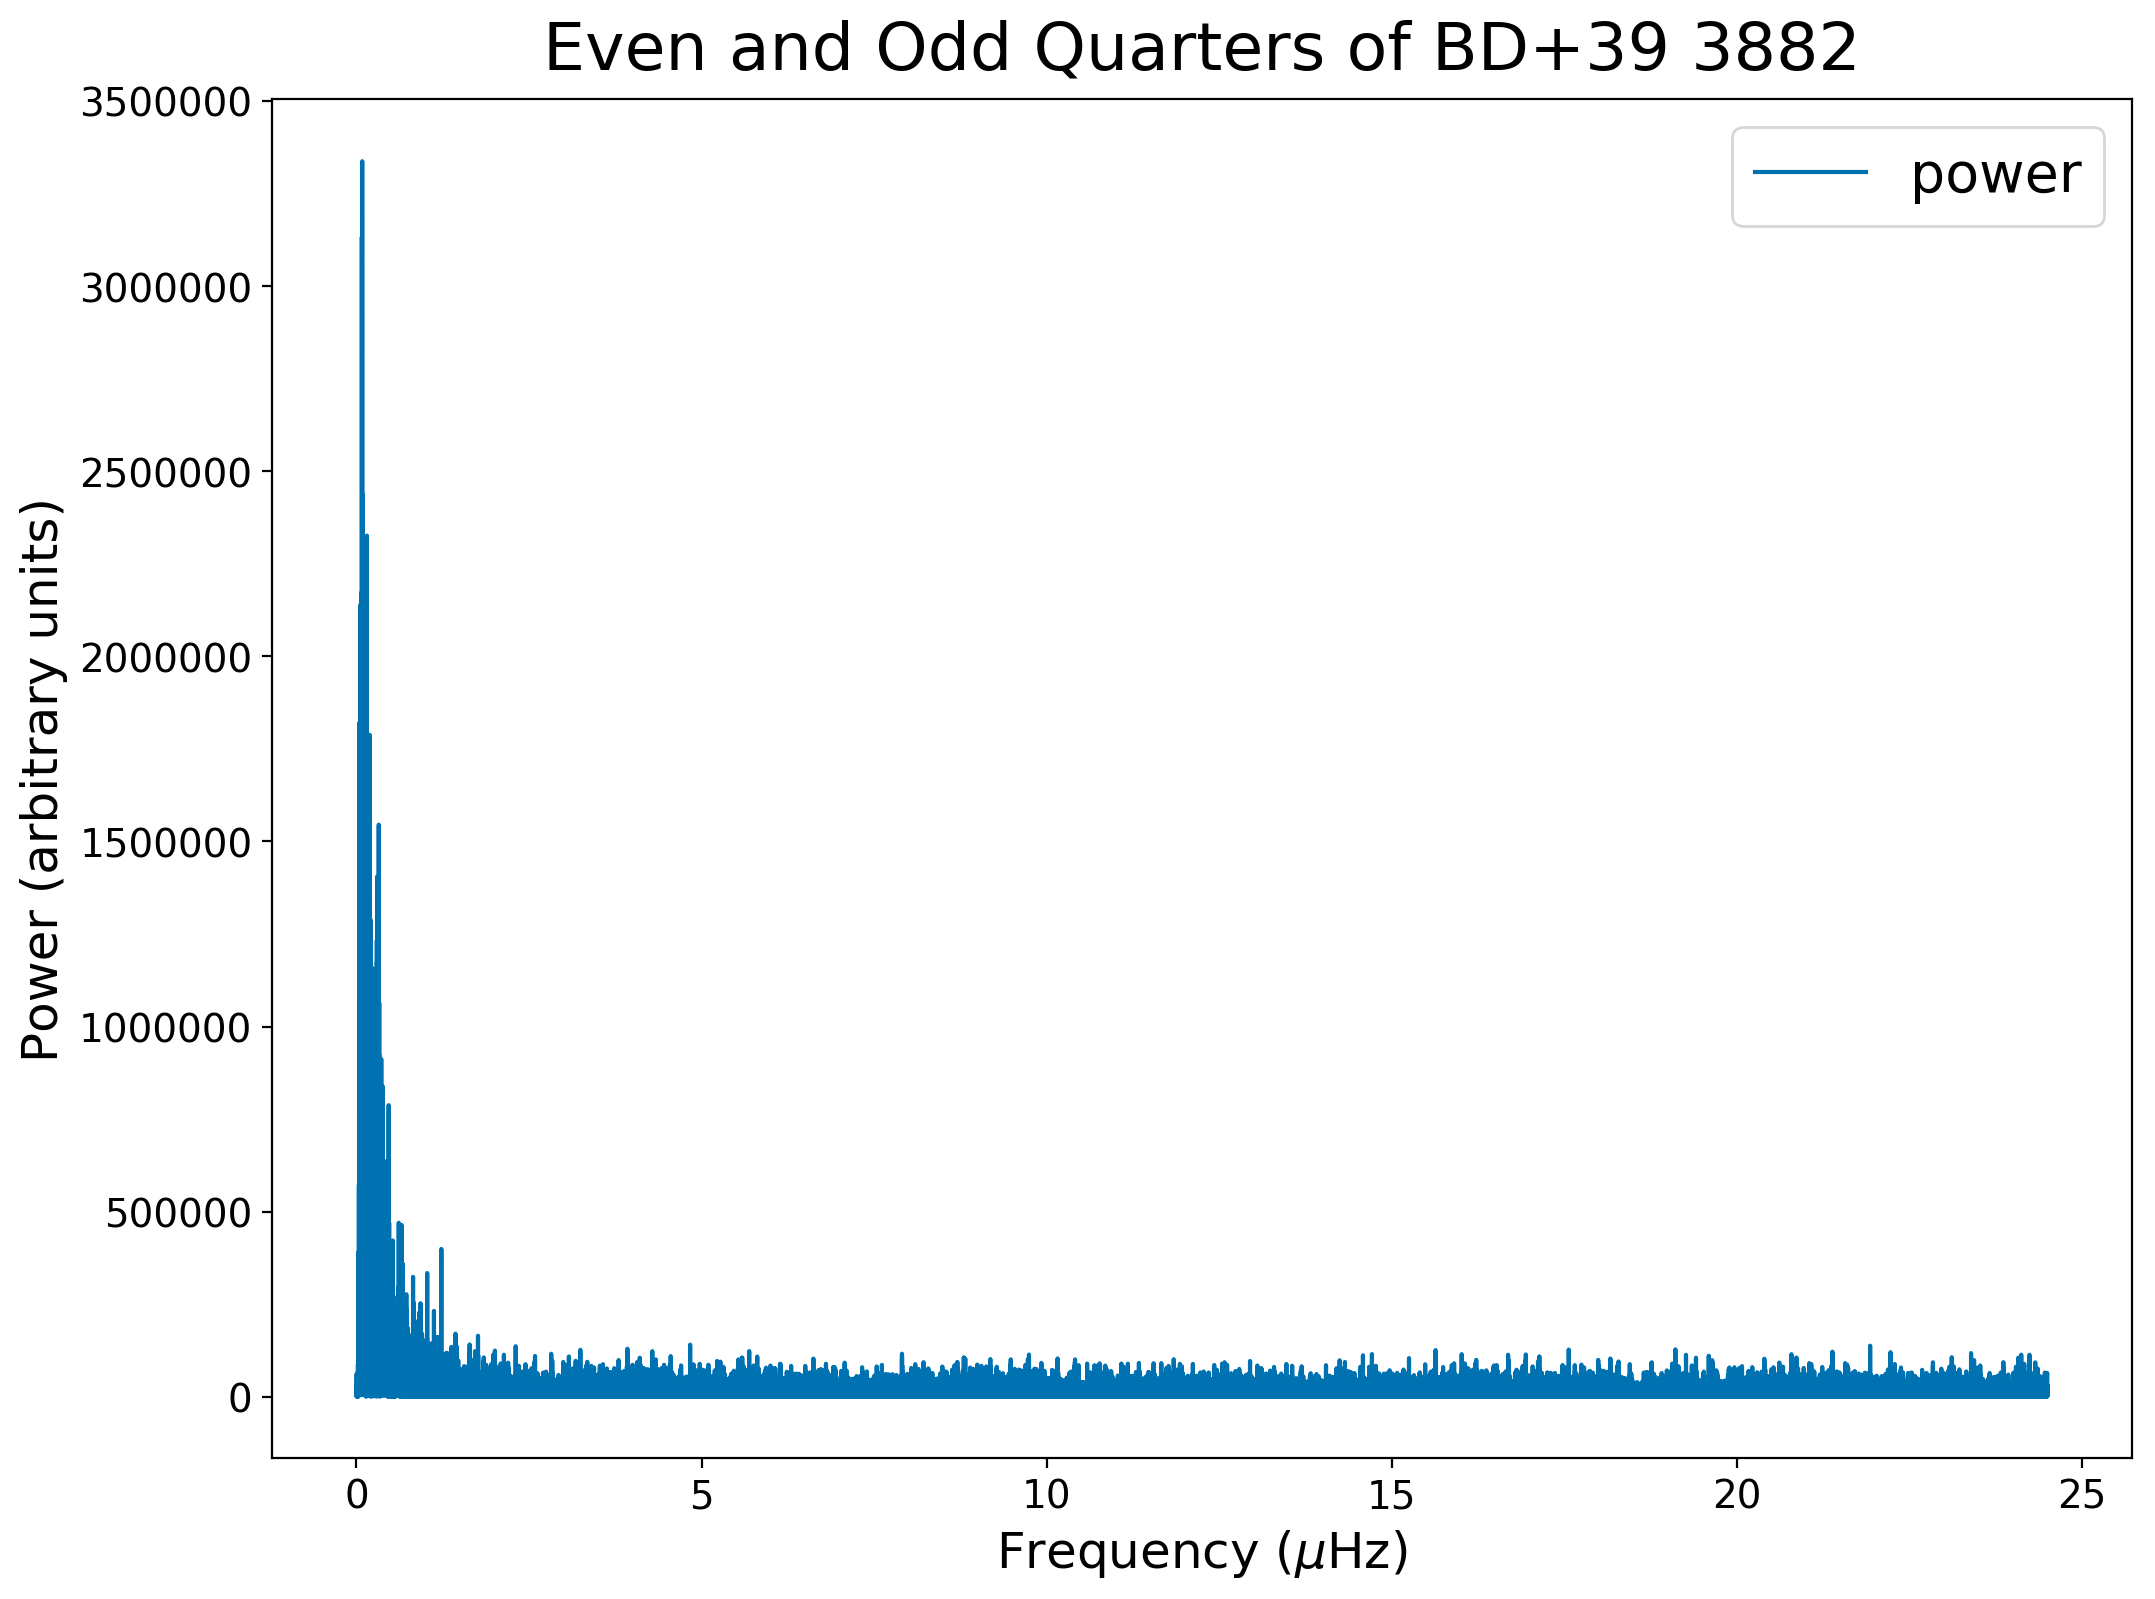 Even and Odd Quarters of BD+39 3882
power
Power (arbitrary units)
3500000
3000000
2500000
2000000
1500000
1000000
500000
0
0 5 10 15 20 25
Frequency (μHz)